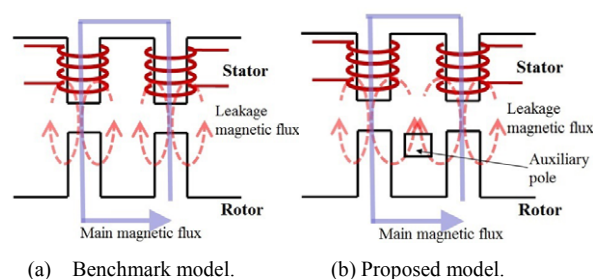 Stator
Leakage
magnetic flux
Rotor
Main magnetic flux
(a) Benchmark model.
Stator
Leakage
magnetic flux
Auxiliary
pole
Rotor
Main magnetic flux
(b) Proposed model.